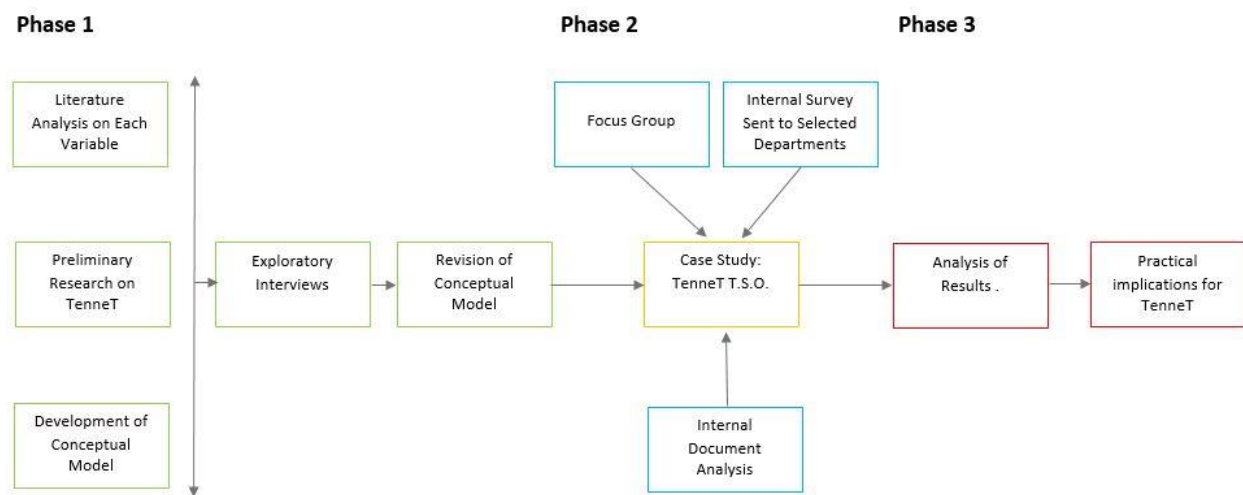 Phase 1
Phase 2
Phase 3
Literature
Analysis on Each
Variable
Focus Group
Internal Survey
Sent to Selected
Departments
Preliminary
Research on
TenneT
Exploratory
Interviews
Revision of
Conceptual
Model
Case Study:
TenneT T.S.O.
Analysis of
Results .
Practical
implications for
TenneT
Development of
Conceptual
Model
Internal
Document
Analysis